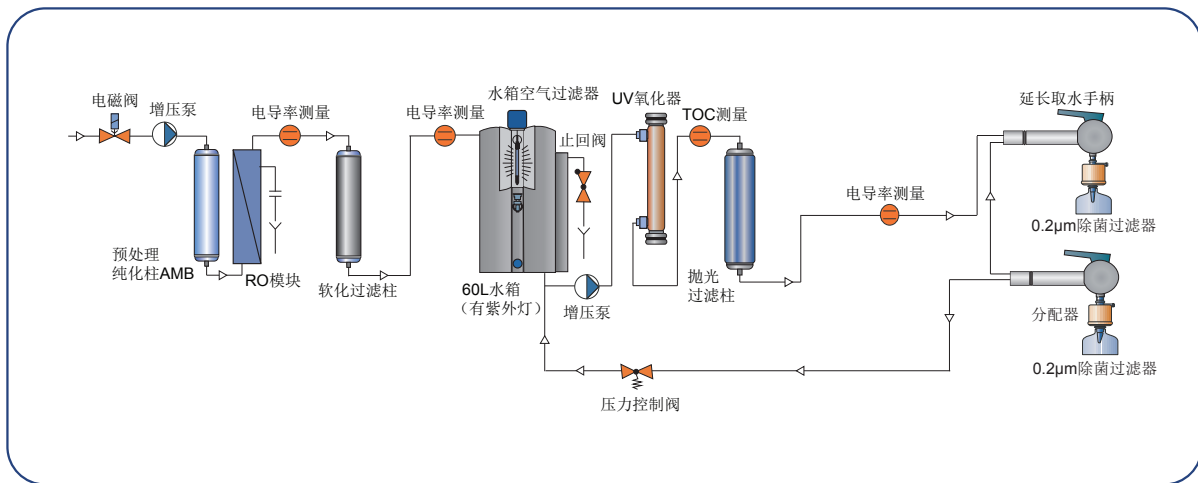 电磁阀
增压泵
电导率测量
电导率测量
水箱空气过滤器
止回阀
UV氧化器
TOC测量
延长取水手柄
电导率测量
0.2μm除菌过滤器
预处理
纯化柱AMB
RO模块
软化过滤柱
60L水箱
（有紫外灯）
增压泵
抛光
过滤柱
分配器
0.2μm除菌过滤器
压力控制阀